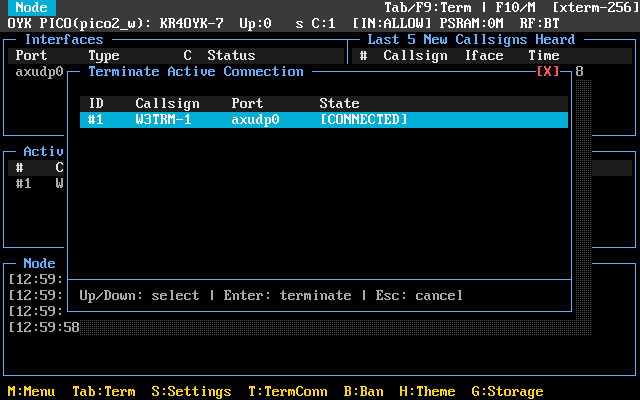 Node Tab/F9:Term | F10/M [xterm-256]
OYK PICO(pico2_w): KR4OYK-7 Up:0 s C:1 [IN:ALLOW] PSRAM:0M RF:BT
Interfaces Last 5 New Callsigns Heard
Port Type C Status # Callsign Iface Time
axudp0 8
Terminate Active Connection [X]
ID Callsign Port State
#1 W3TRM-1 axudp0 [CONNECTED]
Activ
# C
#1 W
Node
[12:59:
[12:59:
[12:59:
[12:59:58
Up/Down: select | Enter: terminate | Esc: cancel
M:Menu Tab:Term S:Settings T:TermConn B:Ban H:Theme G:Storage